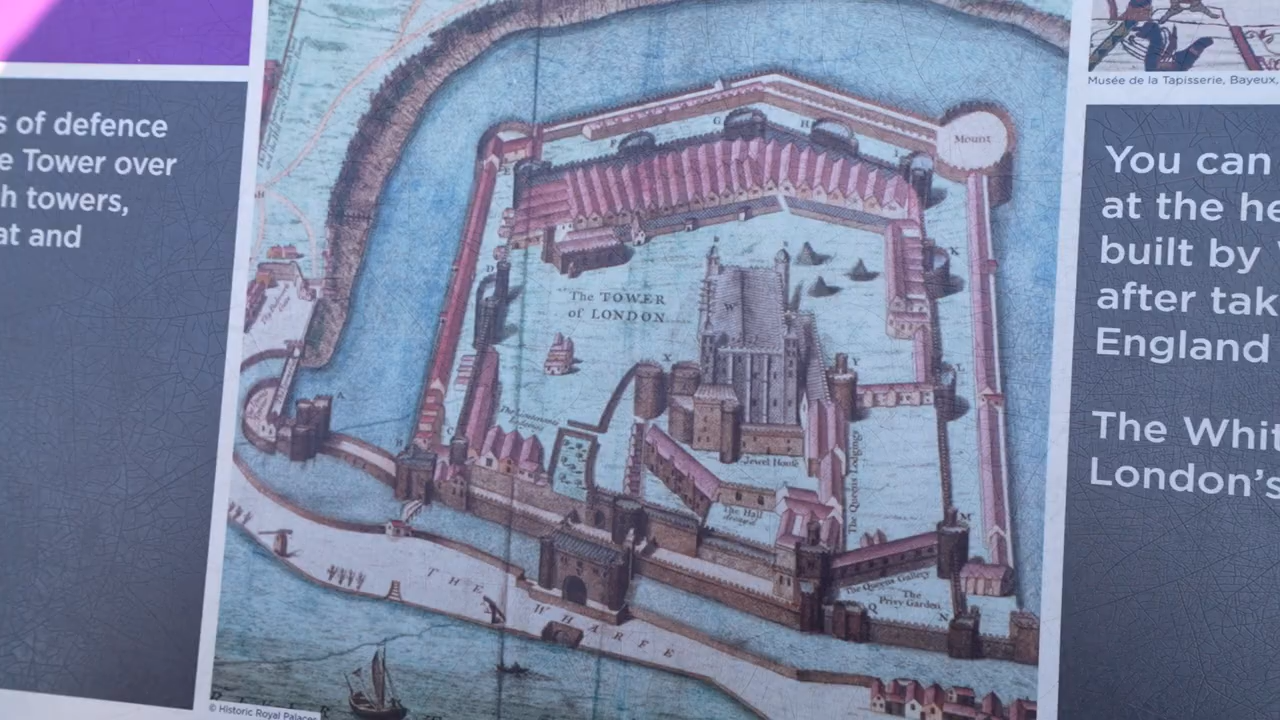 s of defence
e Tower over
h towers,
at and
Mount
G
H
F
E
K
D
The TOWER
of LONDON
W
X
Y
L
A
B
C
Jewel House
The Queens Lodgings
The Hall
decayd
M
The Queens Gallery
The
Privy Garden
Q
N
THE WHARFE
© Historic Royal Palaces
Musée de la Tapisserie, Bayeux,
You can
at the he
built by
after tak
England
The Whit
London's